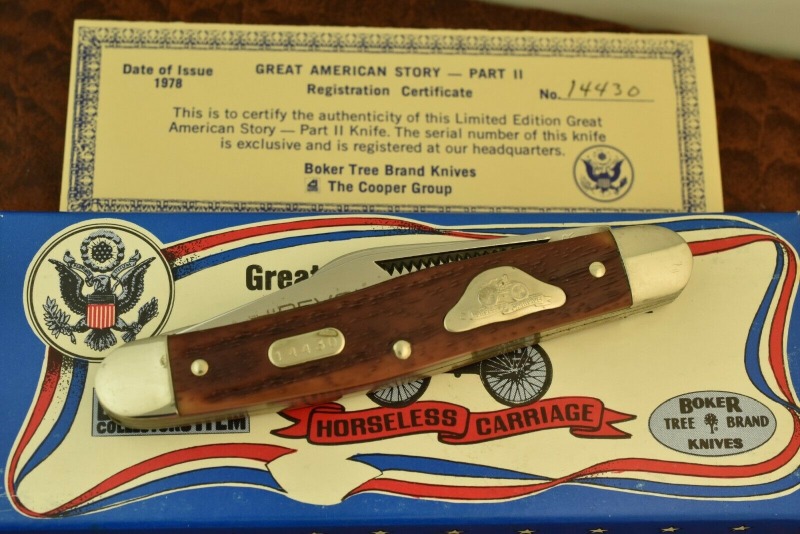 Date of Issue
1978
GREAT AMERICAN STORY — PART II
Registration Certificate
No. 14430
This is to certify the authenticity of this Limited Edition Great
American Story — Part II Knife. The serial number of this knife
is exclusive and is registered at our headquarters.
Boker Tree Brand Knives
The Cooper Group
Great
14430
COLLECTORS ITEM
HORSELESS CARRIAGE
BOKER
TREE BRAND
KNIVES